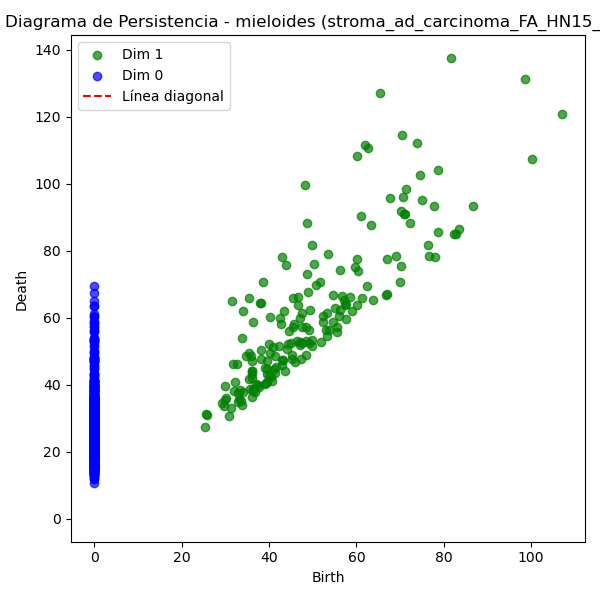 Diagrama de Persistencia - mieloides (stroma_ad_carcinoma_FA_HN15_
Dim 1
Dim 0
Línea diagonal
140
120
100
80
60
40
20
0
Death
0 20 40 60 80 100
Birth